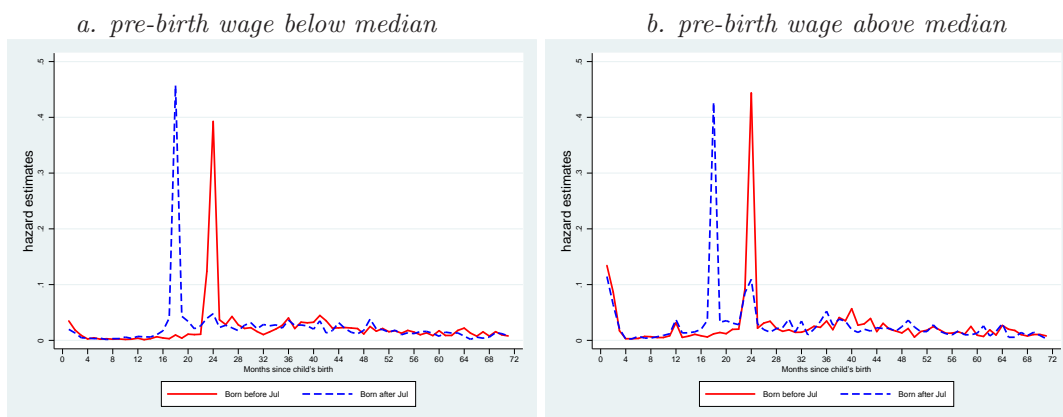 a. pre-birth wage below median
hazard estimates
.5
.4
.3
.2
.1
0
0 4 8 12 16 20 24 28 32 36 40 44 48 52 56 60 64 68 72
Months since child's birth
Born before Jul Born after Jul
b. pre-birth wage above median
hazard estimates
.5
.4
.3
.2
.1
0
0 4 8 12 16 20 24 28 32 36 40 44 48 52 56 60 64 68 72
Months since child's birth
Born before Jul Born after Jul